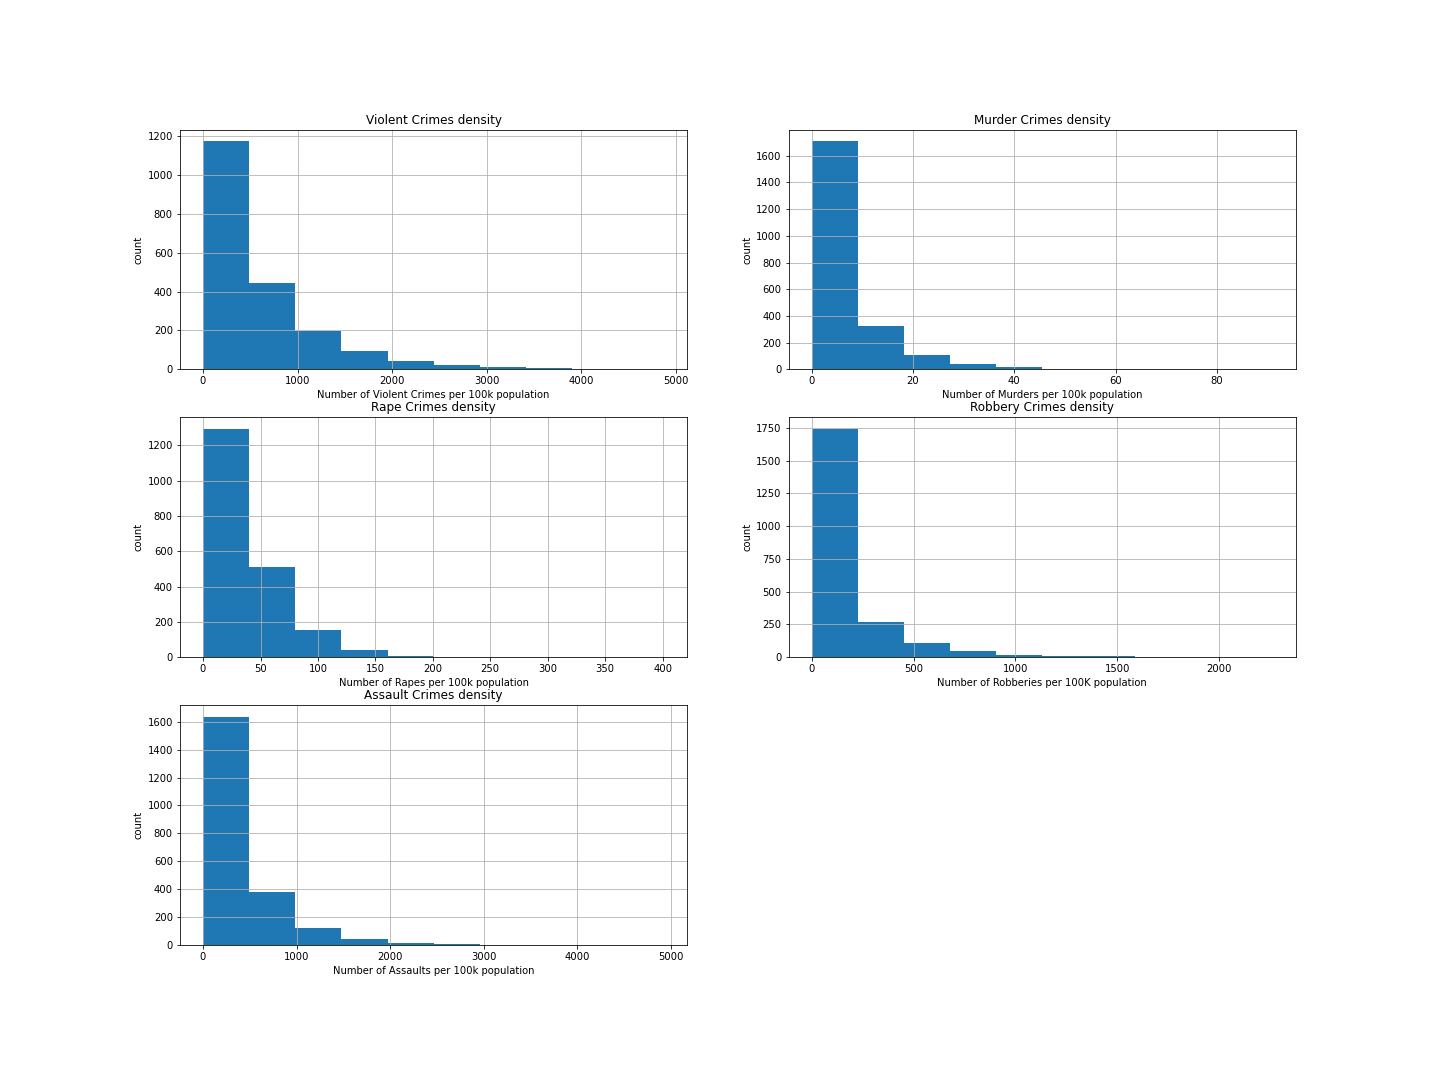 Violent Crimes density
1200
1000
800
600
400
200
0
count
0 1000 2000 3000 4000 5000
Number of Violent Crimes per 100k population
Murder Crimes density
1600
1400
1200
1000
800
600
400
200
0
count
0 20 40 60 80
Number of Murders per 100k population
Rape Crimes density
1200
1000
800
600
400
200
0
count
0 50 100 150 200 250 300 350 400
Number of Rapes per 100k population
Robbery Crimes density
1750
1500
1250
1000
750
500
250
0
count
0 500 1000 1500 2000
Number of Robberies per 100K population
Assault Crimes density
1600
1400
1200
1000
800
600
400
200
0
count
0 1000 2000 3000 4000 5000
Number of Assaults per 100k population